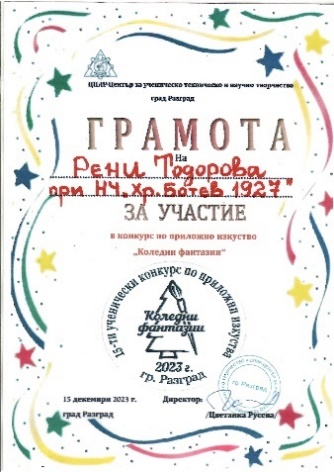 ЦПЛР-Център за ученическо техническо и научно творчество
град Разград
ГРАМОТА
На
Рени Тодорова
при НЧ „Хр. Ботев 1927"
ЗА УЧАСТИЕ
в конкурс по приложно изкуство
„Коледни фантазии"
15-ти ученически конкурс по приложни изкуства
Коледни
фантазии
2023 г.
гр. Разград
15 декември 2023 г.
Директор:
град Разград
/Цветанка Русева/
гр. Разград